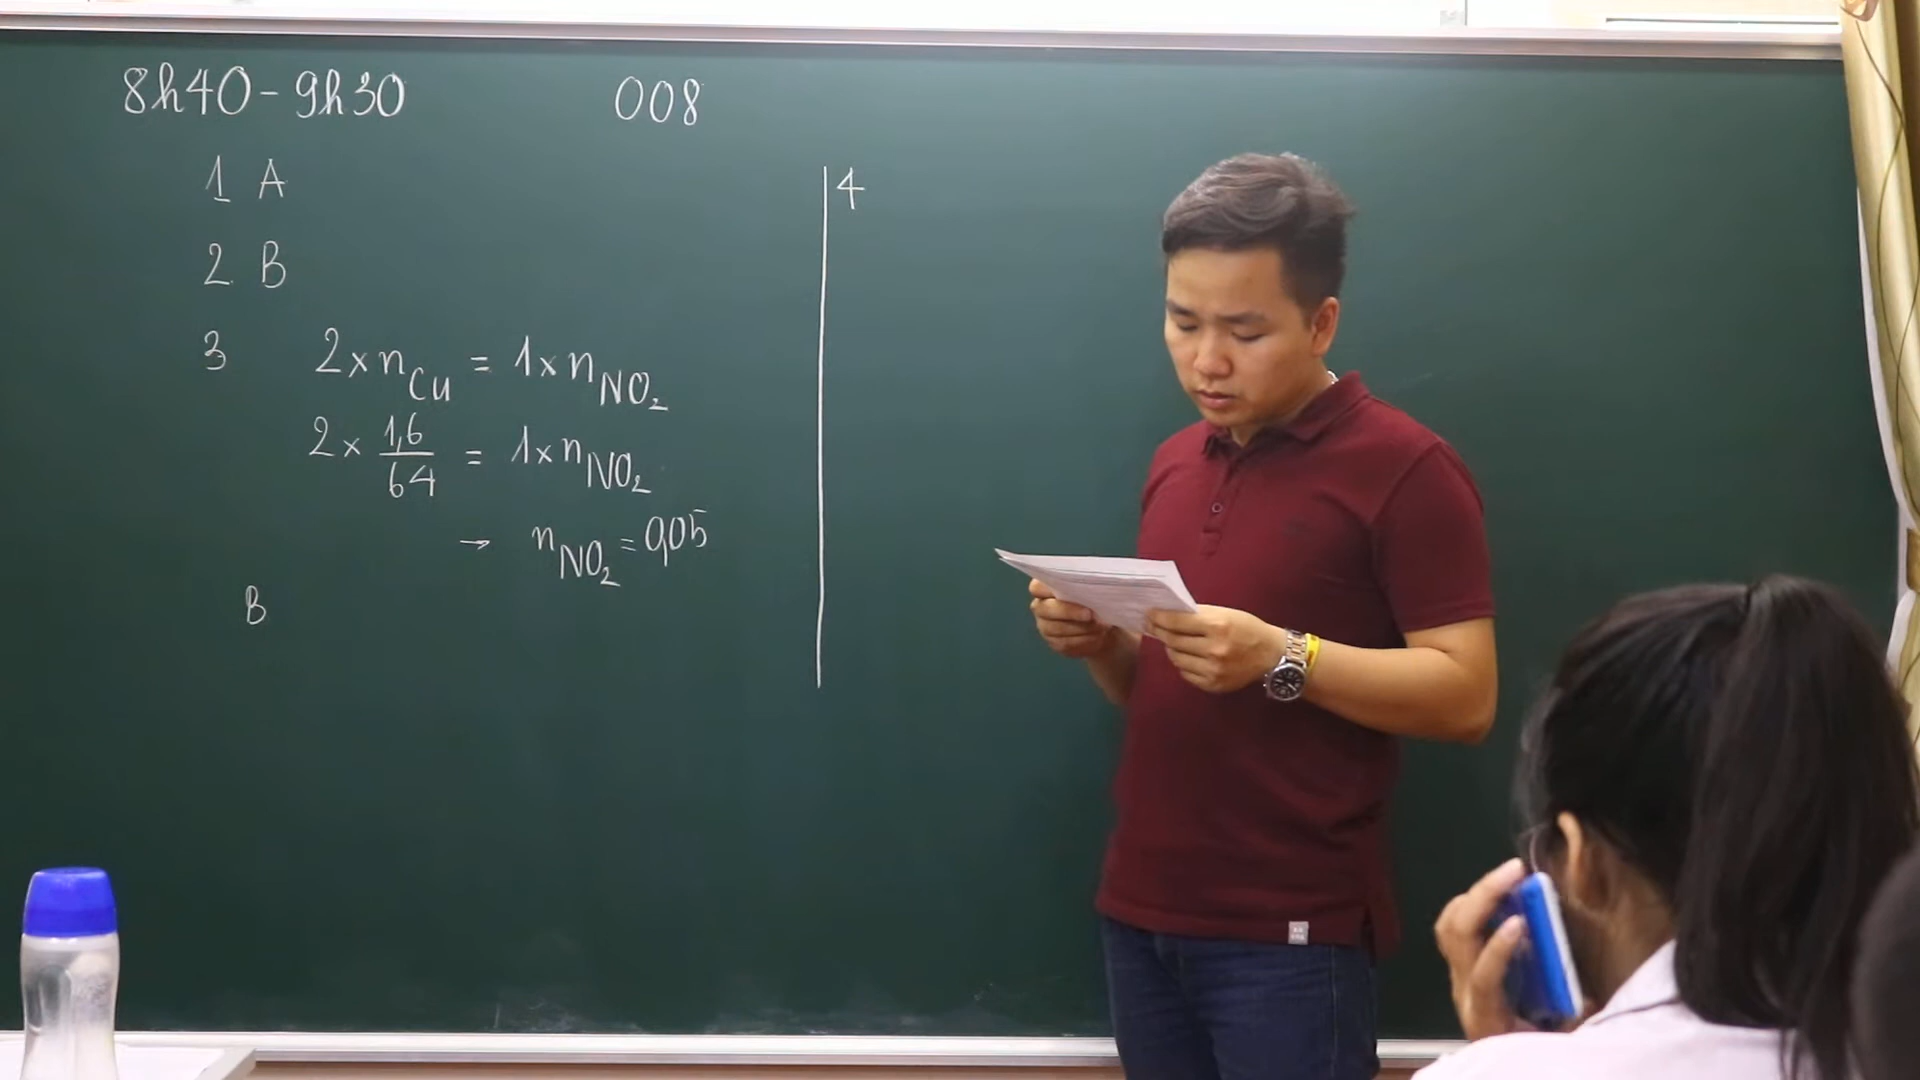 8h40 - 9h30 008
1 A
2. B
3 2 x n_Cu = 1 x n_NO₂
2 x 1,6/64 = 1 x n_NO₂
→ n_NO₂ = 0,05
B
4